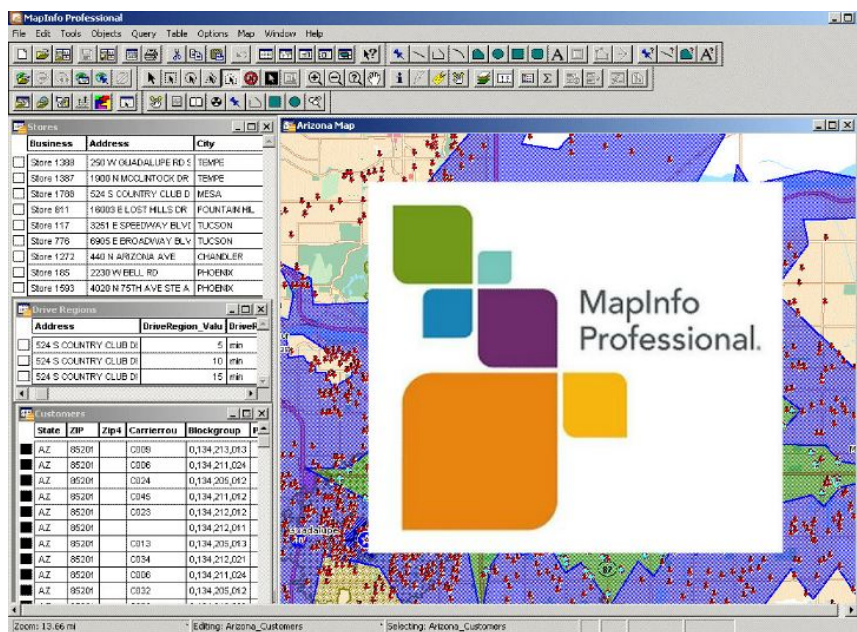 MapInfo Professional
File Edit Tools Objects Query Table Options Map Window Help
Stores
Business Address City
Store 1388 250 W GUADALUPE RD S TEMPE
Store 1387 1900 N MCCLINTOCK DR TEMPE
Store 1788 524 S COUNTRY CLUB D MESA
Store 811 16003 E LOST HILLS DR FOUNTAIN HIL
Store 117 3251 E SPEEDWAY BLVD TUCSON
Store 776 6905 E BROADWAY BLV TUCSON
Store 1272 440 N ARIZONA AVE CHANDLER
Store 185 2230 W BELL RD PHOENIX
Store 1593 4020 N 75TH AVE STE A PHOENIX
Drive Regions
Address DriveRegion_Valu DriveR
524 S COUNTRY CLUB DI 5 min
524 S COUNTRY CLUB DI 10 min
524 S COUNTRY CLUB DI 15 min
Customers
State ZIP Zip4 Carrierrou Blockgroup P
AZ 85201 C009 0,134,213,013
AZ 85201 C006 0,134,211,024
AZ 85201 C024 0,134,205,012
AZ 85201 C045 0,134,211,012
AZ 85201 C023 0,134,212,012
AZ 85201 0,134,212,011
AZ 85201 C013 0,134,205,013
AZ 85201 C034 0,134,212,021
AZ 85201 C006 0,134,211,024
AZ 85201 C032 0,134,205,012
Arizona Map
MapInfo
Professional.
Guadalupe
87
Zoom: 13.66 mi Editing: Arizona_Customers Selecting: Arizona_Customers